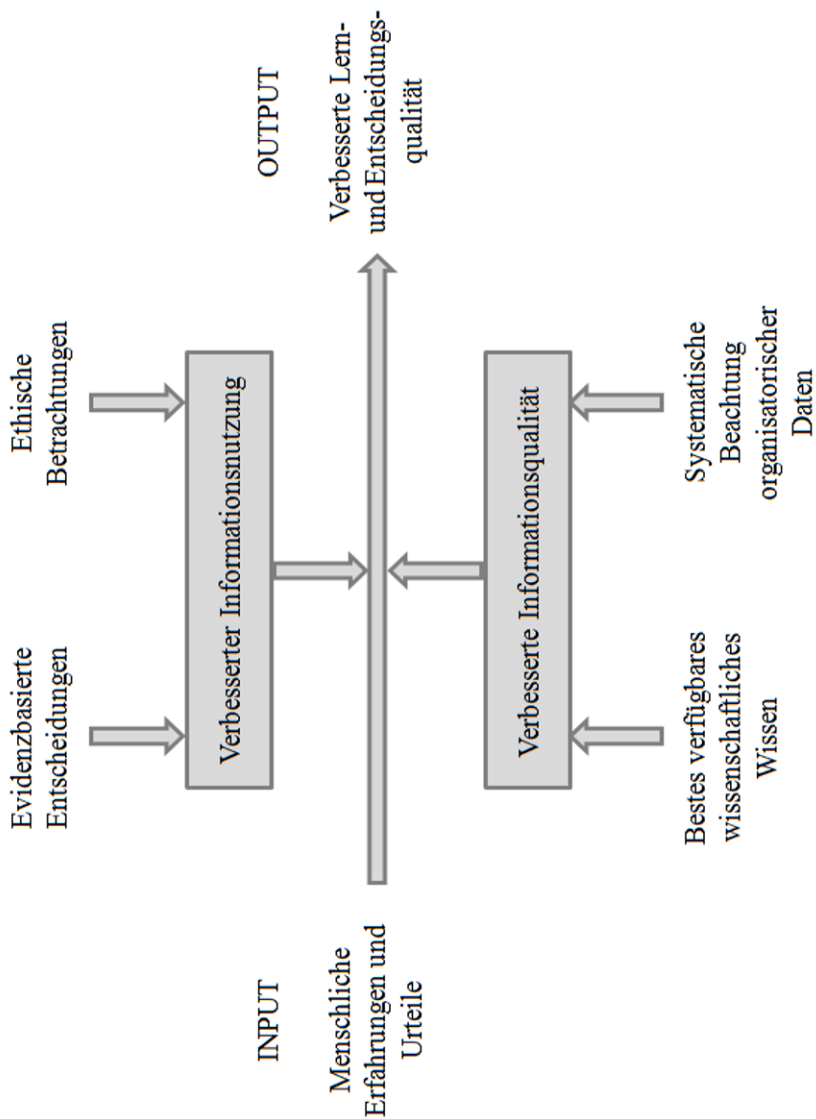 Evidenzbasierte
Entscheidungen
Ethische
Betrachtungen
Verbesserter Informationsnutzung
INPUT
Menschliche
Erfahrungen und
Urteile
OUTPUT
Verbesserte Lern-
und Entscheidungs-
qualität
Verbesserte Informationsqualität
Bestes verfügbares
wissenschaftliches
Wissen
Systematische
Beachtung
organisatorischer
Daten